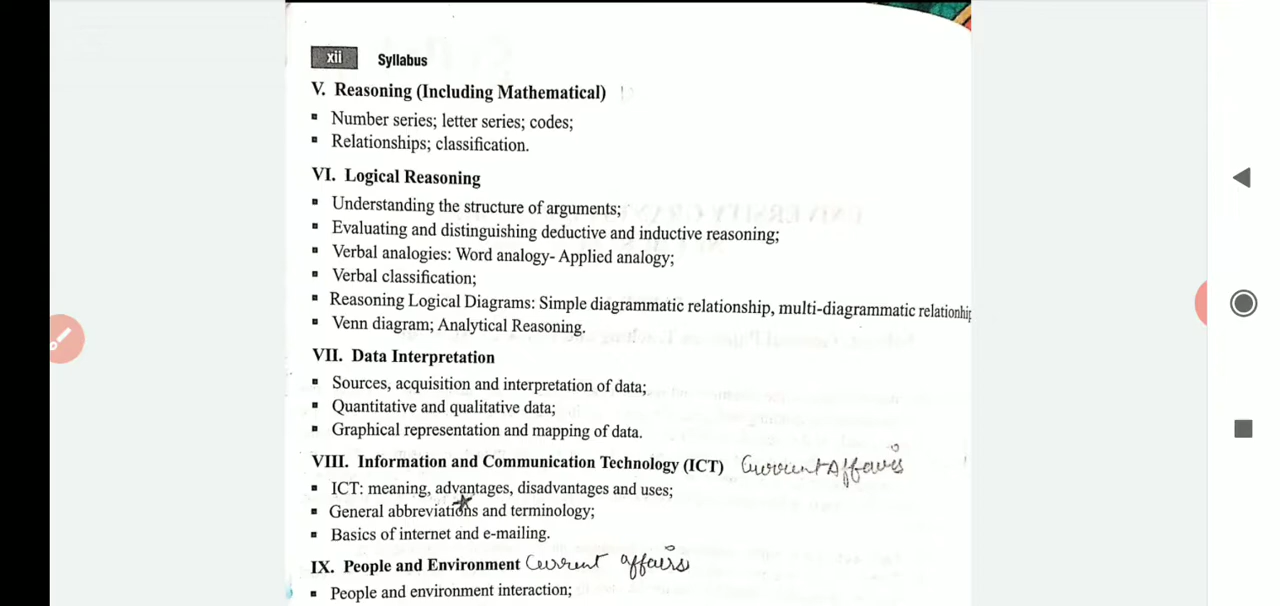 xii Syllabus
V. Reasoning (Including Mathematical)
▪ Number series; letter series; codes;
▪ Relationships; classification.
VI. Logical Reasoning
▪ Understanding the structure of arguments;
▪ Evaluating and distinguishing deductive and inductive reasoning;
▪ Verbal analogies: Word analogy- Applied analogy;
▪ Verbal classification;
▪ Reasoning Logical Diagrams: Simple diagrammatic relationship, multi-diagrammatic relationship
▪ Venn diagram; Analytical Reasoning.
VII. Data Interpretation
▪ Sources, acquisition and interpretation of data;
▪ Quantitative and qualitative data;
▪ Graphical representation and mapping of data.
VIII. Information and Communication Technology (ICT) Current Affairs
▪ ICT: meaning, advantages, disadvantages and uses;
▪ General abbreviations and terminology;
▪ Basics of internet and e-mailing.
IX. People and Environment Current affairs
▪ People and environment interaction;